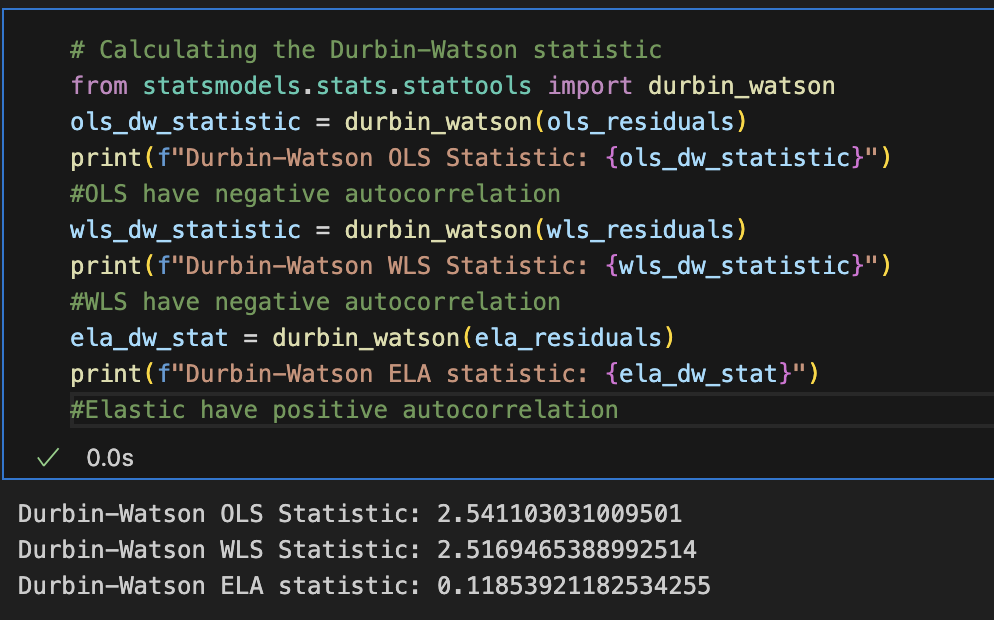 # Calculating the Durbin-Watson statistic
from statsmodels.stats.stattools import durbin_watson
ols_dw_statistic = durbin_watson(ols_residuals)
print(f"Durbin-Watson OLS Statistic: {ols_dw_statistic}")
#OLS have negative autocorrelation
wls_dw_statistic = durbin_watson(wls_residuals)
print(f"Durbin-Watson WLS Statistic: {wls_dw_statistic}")
#WLS have negative autocorrelation
ela_dw_stat = durbin_watson(ela_residuals)
print(f"Durbin-Watson ELA statistic: {ela_dw_stat}")
#Elastic have positive autocorrelation
✓ 0.0s
Durbin-Watson OLS Statistic: 2.541103031009501
Durbin-Watson WLS Statistic: 2.5169465388992514
Durbin-Watson ELA statistic: 0.11853921182534255